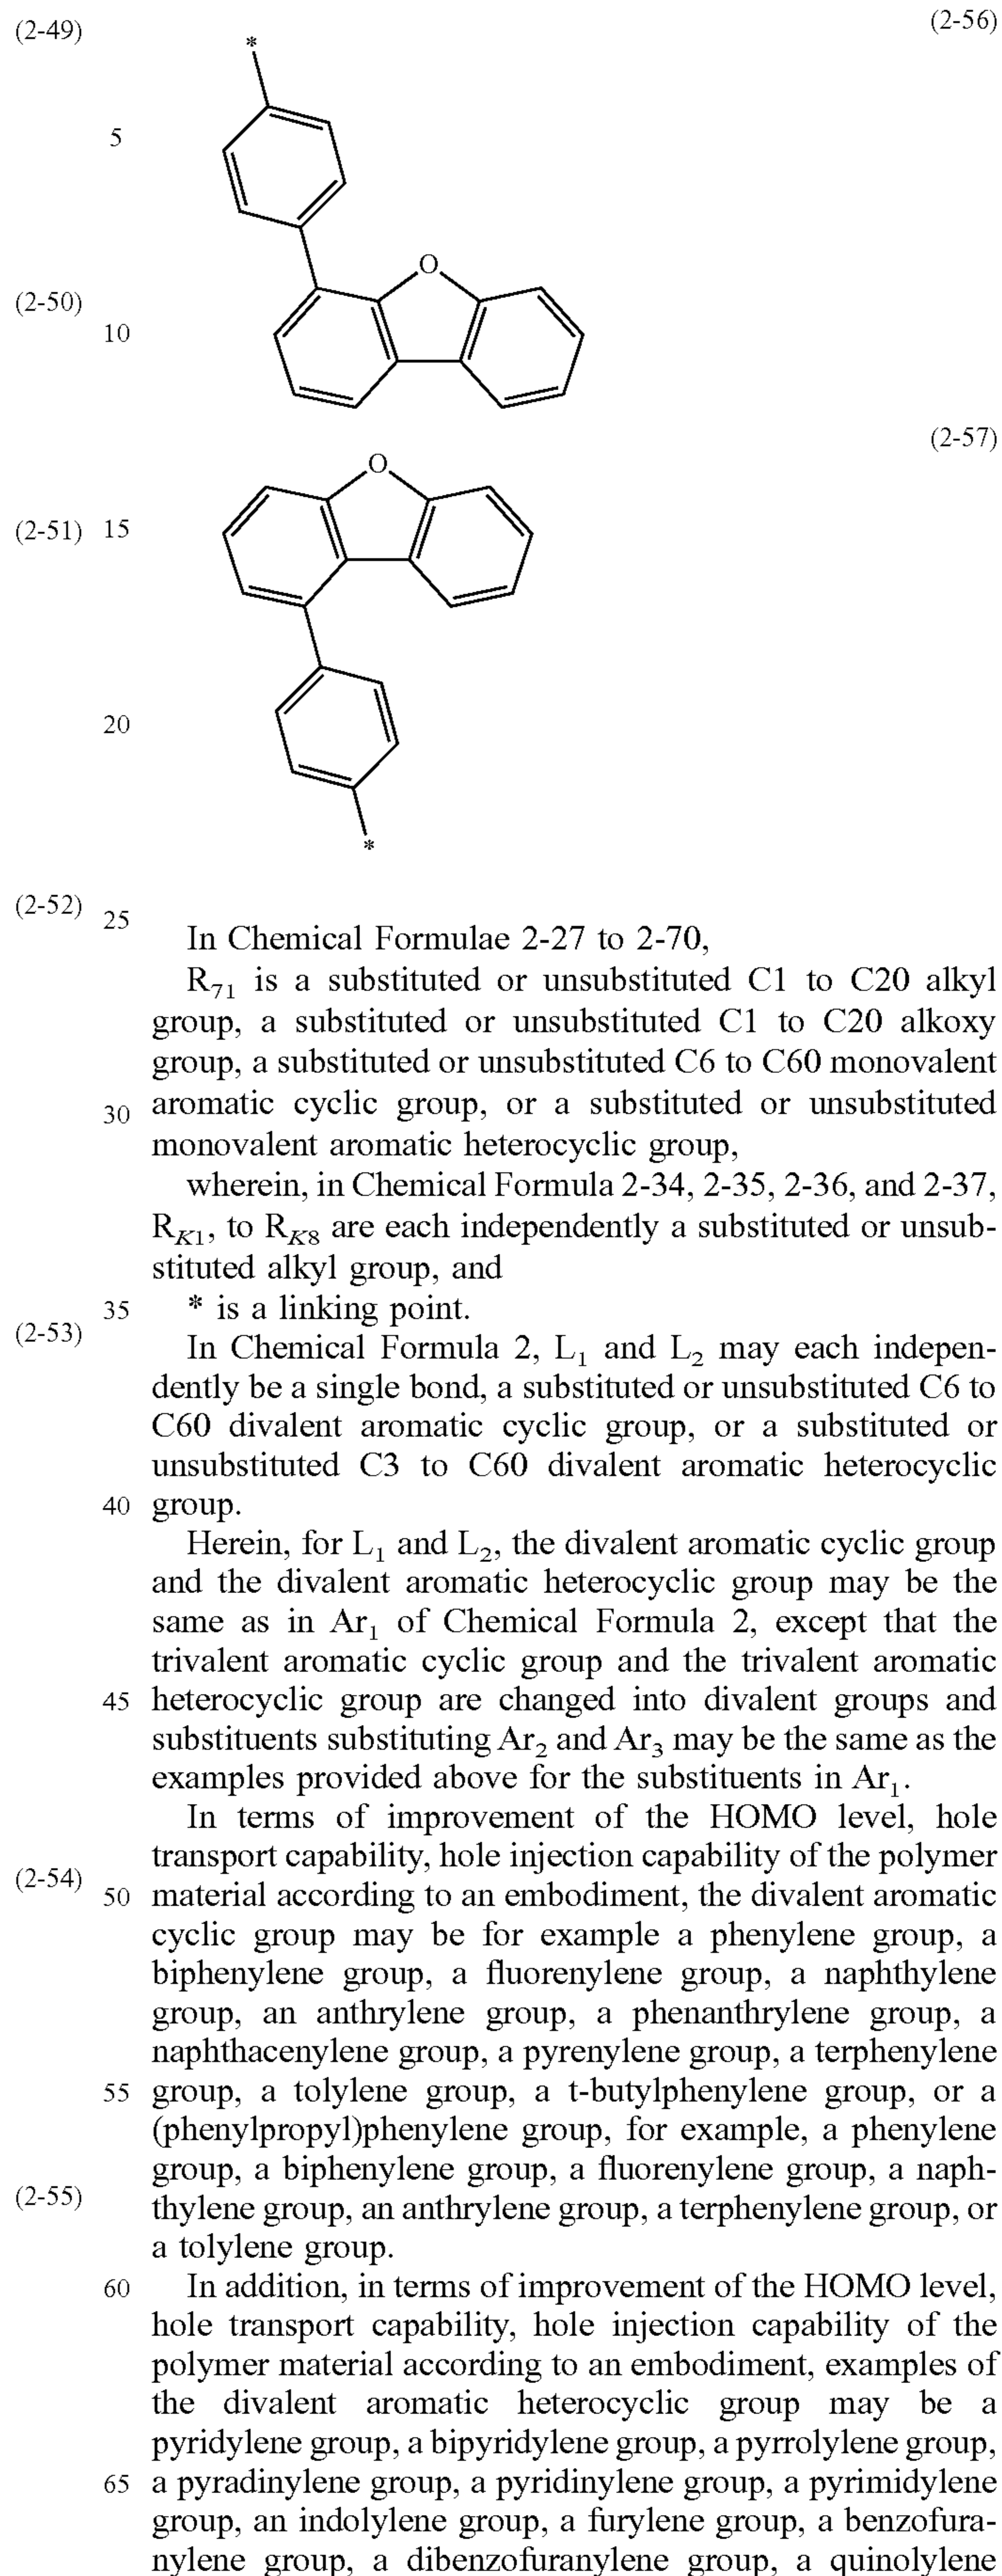 (2-49)
(2-56)
*
5
O
(2-50)
10
(2-57)
O
(2-51)
15
20
*
(2-52)
25
In Chemical Formulae 2-27 to 2-70,
R71 is a substituted or unsubstituted C1 to C20 alkyl
group, a substituted or unsubstituted C1 to C20 alkoxy
group, a substituted or unsubstituted C6 to C60 monovalent
30 aromatic cyclic group, or a substituted or unsubstituted
monovalent aromatic heterocyclic group,
wherein, in Chemical Formula 2-34, 2-35, 2-36, and 2-37,
RK1, to RK8 are each independently a substituted or unsub-
stituted alkyl group, and
35 * is a linking point.
(2-53)
In Chemical Formula 2, L1 and L2 may each indepen-
dently be a single bond, a substituted or unsubstituted C6 to
C60 divalent aromatic cyclic group, or a substituted or
unsubstituted C3 to C60 divalent aromatic heterocyclic
40 group.
Herein, for L1 and L2, the divalent aromatic cyclic group
and the divalent aromatic heterocyclic group may be the
same as in Ar1 of Chemical Formula 2, except that the
trivalent aromatic cyclic group and the trivalent aromatic
45 heterocyclic group are changed into divalent groups and
substituents substituting Ar2 and Ar3 may be the same as the
examples provided above for the substituents in Ar1.
In terms of improvement of the HOMO level, hole
transport capability, hole injection capability of the polymer
(2-54)
50 material according to an embodiment, the divalent aromatic
cyclic group may be for example a phenylene group, a
biphenylene group, a fluorenylene group, a naphthylene
group, an anthrylene group, a phenanthrylene group, a
naphthacenylene group, a pyrenylene group, a terphenylene
55 group, a tolylene group, a t-butylphenylene group, or a
(phenylpropyl)phenylene group, for example, a phenylene
group, a biphenylene group, a fluorenylene group, a naph-
(2-55)
thylene group, an anthrylene group, a terphenylene group, or
a tolylene group.
60 In addition, in terms of improvement of the HOMO level,
hole transport capability, hole injection capability of the
polymer material according to an embodiment, examples of
the divalent aromatic heterocyclic group may be a
pyridylene group, a bipyridylene group, a pyrrolylene group,
65 a pyradinylene group, a pyridinylene group, a pyrimidylene
group, an indolylene group, a furylene group, a benzofura-
nylene group, a dibenzofuranylene group, a quinolylene